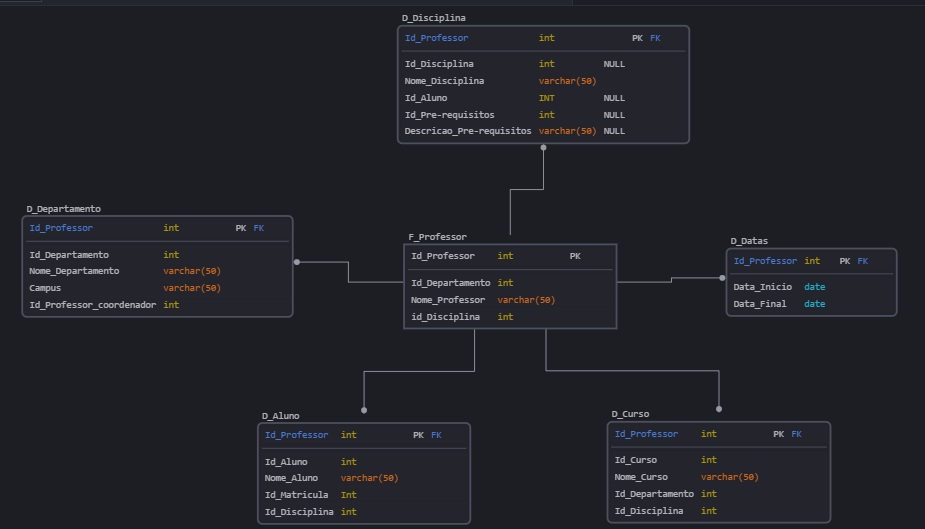 D_Disciplina
Id_Professor int PK FK
Id_Disciplina int NULL
Nome_Disciplina varchar(50)
Id_Aluno INT NULL
Id_Pre-requisitos int NULL
Descricao_Pre-requisitos varchar(50) NULL
D_Departamento
Id_Professor int PK FK
Id_Departamento int
Nome_Departamento varchar(50)
Campus varchar(50)
Id_Professor_coordenador int
F_Professor
Id_Professor int PK
Id_Departamento int
Nome_Professor varchar(50)
id_Disciplina int
D_Datas
Id_Professor int PK FK
Data_Inicio date
Data_Final date
D_Aluno
Id_Professor int PK FK
Id_Aluno int
Nome_Aluno varchar(50)
Id_Matricula Int
Id_Disciplina int
D_Curso
Id_Professor int PK FK
Id_Curso int
Nome_Curso varchar(50)
Id_Departamento int
Id_Disciplina int